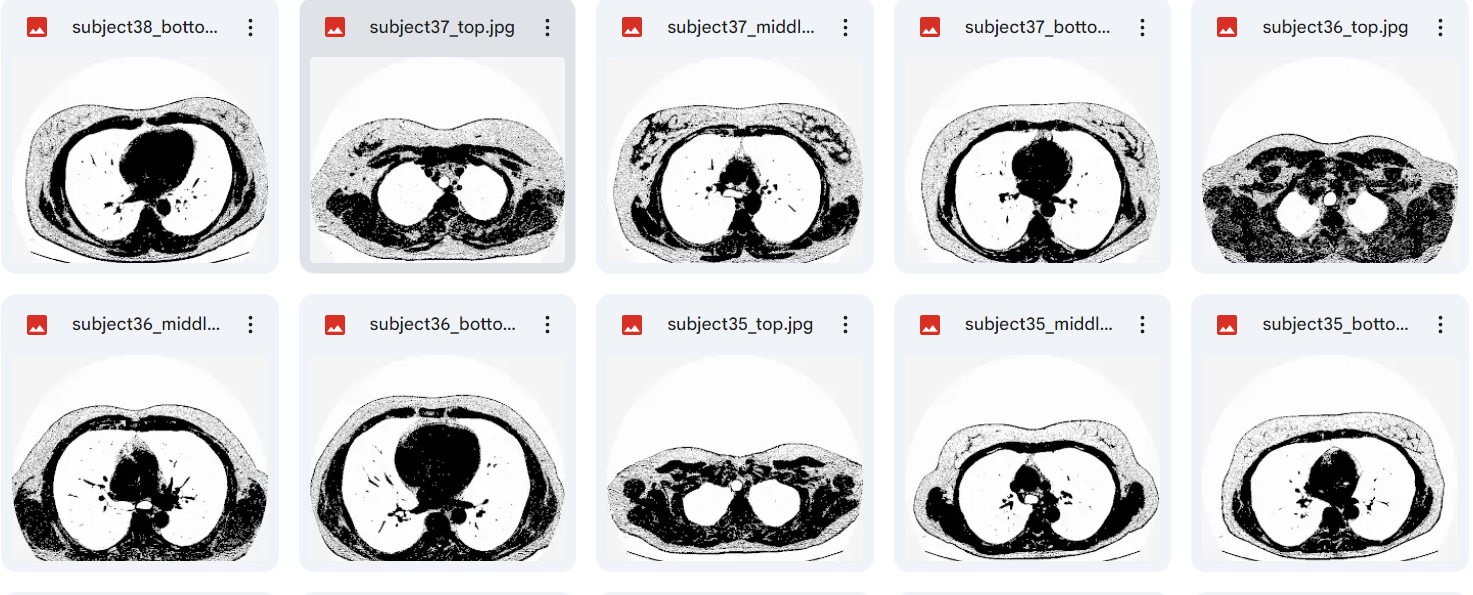 subject38_botto...
subject37_top.jpg
subject37_middl...
subject37_botto...
subject36_top.jpg
subject36_middl...
subject36_botto...
subject35_top.jpg
subject35_middl...
subject35_botto...